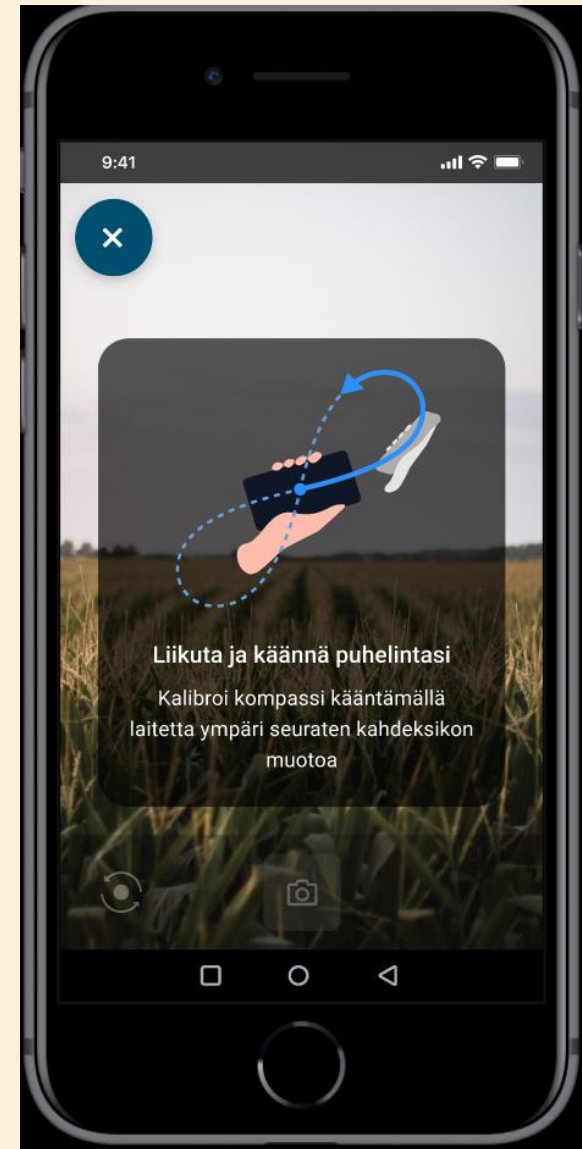 9:41
Liikuta ja käännä puhelintasi
Kalibroi kompassi kääntämällä
laitetta ympäri seuraten kahdeksikon
muotoa